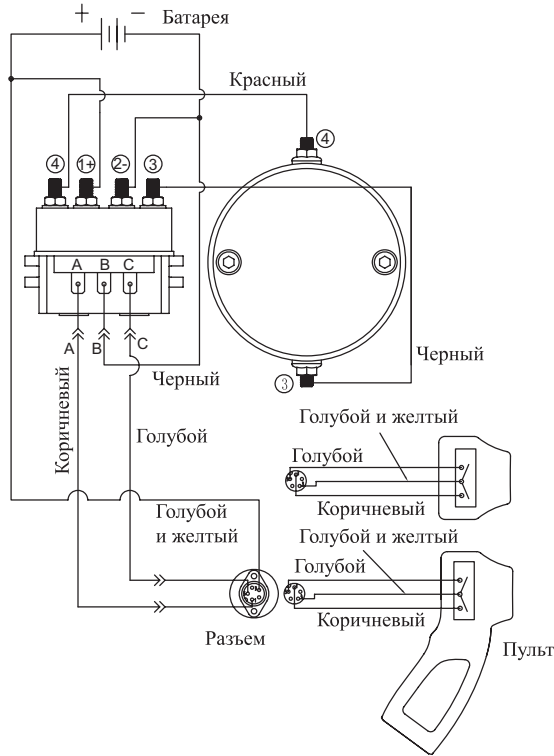 + − Батарея
Красный
④ ①+ ②- ③
④
A B C
A B C
Черный
Черный
③
Коричневый
Голубой
Голубой и желтый
Голубой
Коричневый
Голубой
и желтый
Голубой и желтый
Голубой
Коричневый
Разъем
Пульт